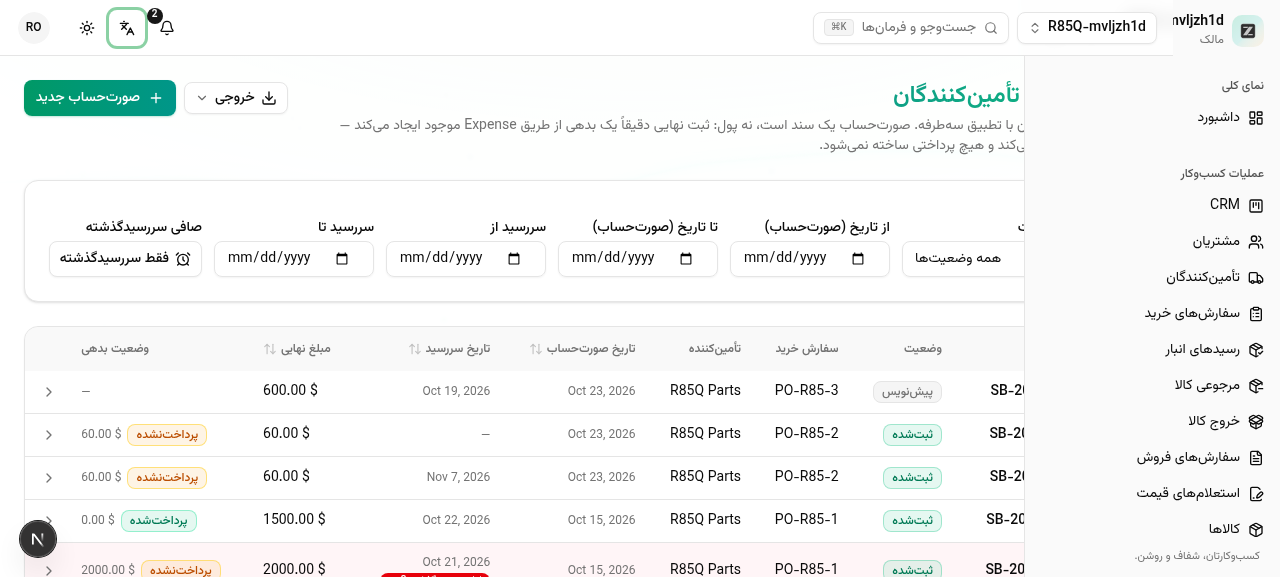 mvljzh1d
مالک
R85Q-mvljzh1d
جست‌وجو و فرمان‌ها
⌘K
2
RO
نمای کلی
داشبورد
عملیات کسب‌وکار
CRM
مشتریان
تأمین‌کنندگان
سفارش‌های خرید
رسیدهای انبار
مرجوعی کالا
خروج کالا
سفارش‌های فروش
استعلام‌های قیمت
کالاها
کسب‌وکارتان، شفاف و روشن.
تأمین‌کنندگان
خروجی
صورت‌حساب جدید
با تطبیق سه‌طرفه. صورت‌حساب یک سند است، نه پول: ثبت نهایی دقیقاً یک بدهی از طریق Expense موجود ایجاد می‌کند —
و هیچ پرداختی ساخته نمی‌شود.
از تاریخ (صورت‌حساب)
تا تاریخ (صورت‌حساب)
سررسید از
سررسید تا
صافی سررسیدگذشته
همه وضعیت‌ها
mm/dd/yyyy
mm/dd/yyyy
mm/dd/yyyy
mm/dd/yyyy
فقط سررسیدگذشته
وضعیت
سفارش خرید
تأمین‌کننده
تاریخ صورت‌حساب
تاریخ سررسید
مبلغ نهایی
وضعیت بدهی
پیش‌نویس PO-R85-3 R85Q Parts Oct 23, 2026 Oct 19, 2026 600.00 $ —
ثبت‌شده PO-R85-2 R85Q Parts Oct 23, 2026 — 60.00 $ پرداخت‌نشده 60.00 $
ثبت‌شده PO-R85-2 R85Q Parts Oct 23, 2026 Nov 7, 2026 60.00 $ پرداخت‌نشده 60.00 $
ثبت‌شده PO-R85-1 R85Q Parts Oct 15, 2026 Oct 22, 2026 1500.00 $ پرداخت‌شده 0.00 $
ثبت‌شده PO-R85-1 R85Q Parts Oct 15, 2026 Oct 21, 2026 2000.00 $ پرداخت‌نشده 2000.00 $